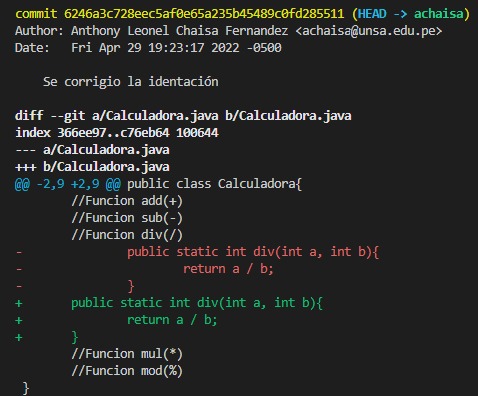 commit 6246a3c728eec5af0e65a235b45489c0fd285511 (HEAD -> achaisa)
Author: Anthony Leonel Chaisa Fernandez <achaisa@unsa.edu.pe>
Date:   Fri Apr 29 19:23:17 2022 -0500

    Se corrigio la identación

diff --git a/Calculadora.java b/Calculadora.java
index 366ee97..c76eb64 100644
--- a/Calculadora.java
+++ b/Calculadora.java
@@ -2,9 +2,9 @@ public class Calculadora{
        //Funcion add(+)
        //Funcion sub(-)
        //Funcion div(/)
-               public static int div(int a, int b){
-                       return a / b;
-               }
+       public static int div(int a, int b){
+               return a / b;
+       }
        //Funcion mul(*)
        //Funcion mod(%)
 }